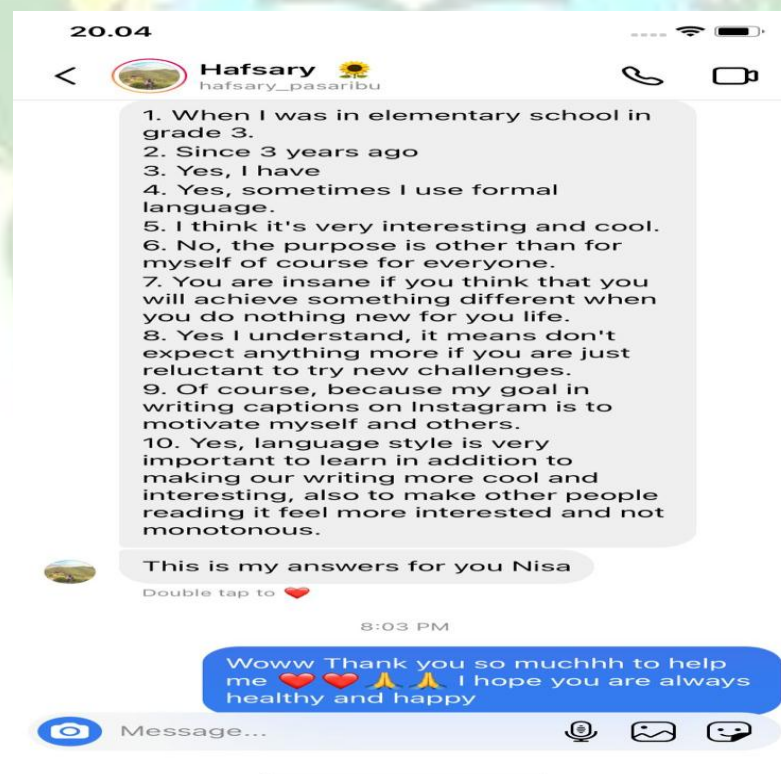 20.04
Hafsary 🌻
hafsary_pasaribu
1. When I was in elementary school in
grade 3.
2. Since 3 years ago
3. Yes, I have
4. Yes, sometimes I use formal
language.
5. I think it's very interesting and cool.
6. No, the purpose is other than for
myself of course for everyone.
7. You are insane if you think that you
will achieve something different when
you do nothing new for you life.
8. Yes I understand, it means don't
expect anything more if you are just
reluctant to try new challenges.
9. Of course, because my goal in
writing captions on Instagram is to
motivate myself and others.
10. Yes, language style is very
important to learn in addition to
making our writing more cool and
interesting, also to make other people
reading it feel more interested and not
monotonous.
This is my answers for you Nisa
Double tap to ❤️
8:03 PM
Woww Thank you so muchhh to help
me ❤️❤️🙏🙏 I hope you are always
healthy and happy
Message...